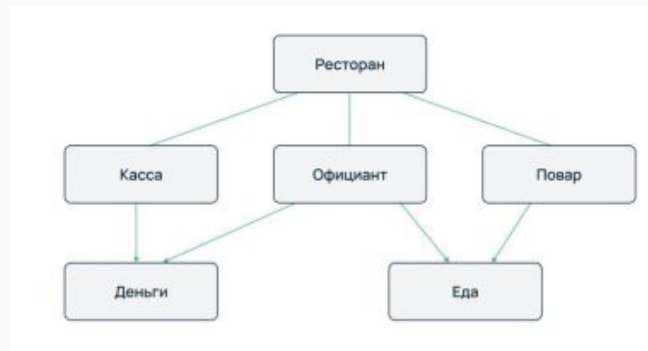 Ресторан
Касса
Официант
Повар
Деньги
Еда